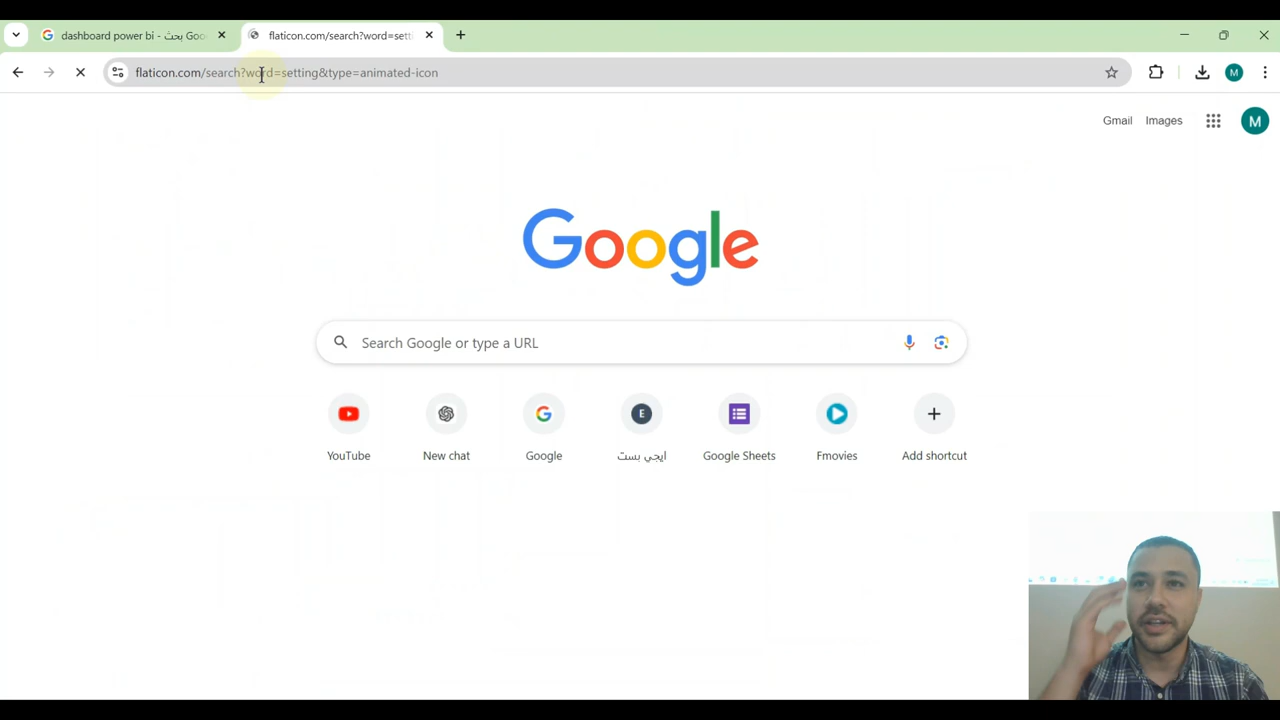 dashboard power bi - بحث Goo
flaticon.com/search?word=setti
flaticon.com/search?word=setting&type=animated-icon
M
Gmail
Images
M
Google
Search Google or type a URL
E
YouTube
New chat
Google
ايجي بست
Google Sheets
Fmovies
Add shortcut